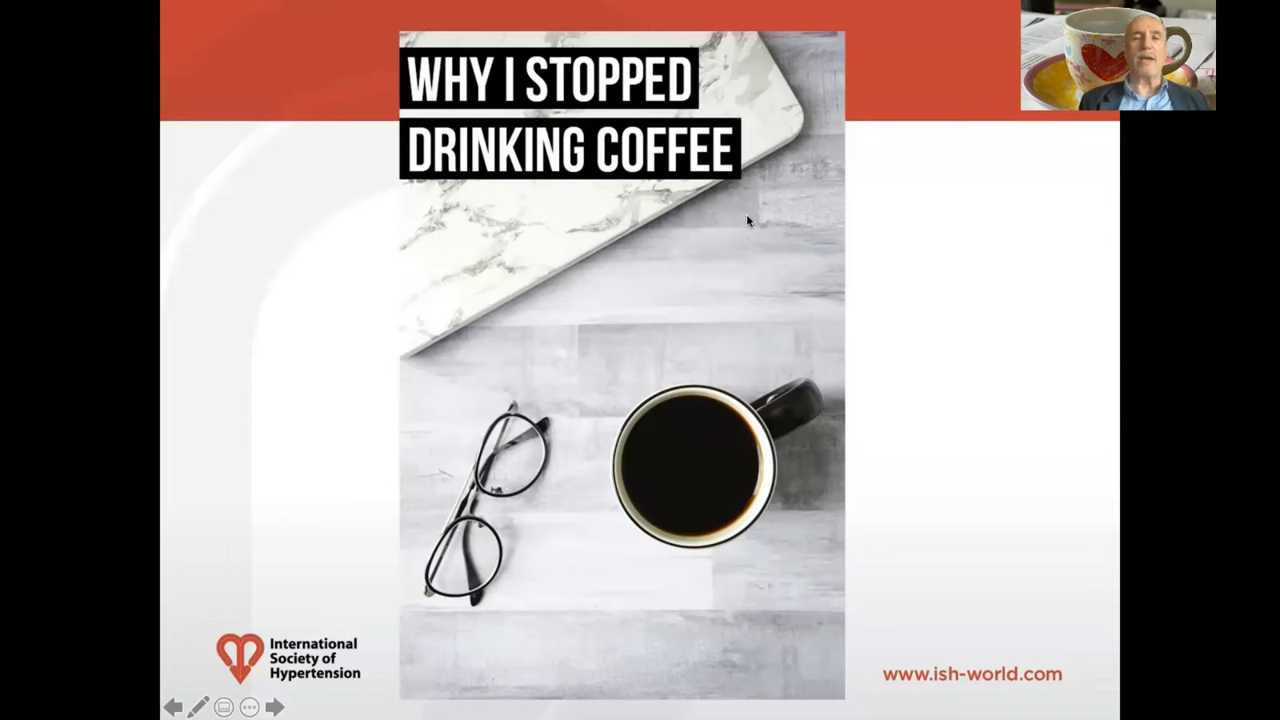 WHY I STOPPED
DRINKING COFFEE
International
Society of
Hypertension
www.ish-world.com